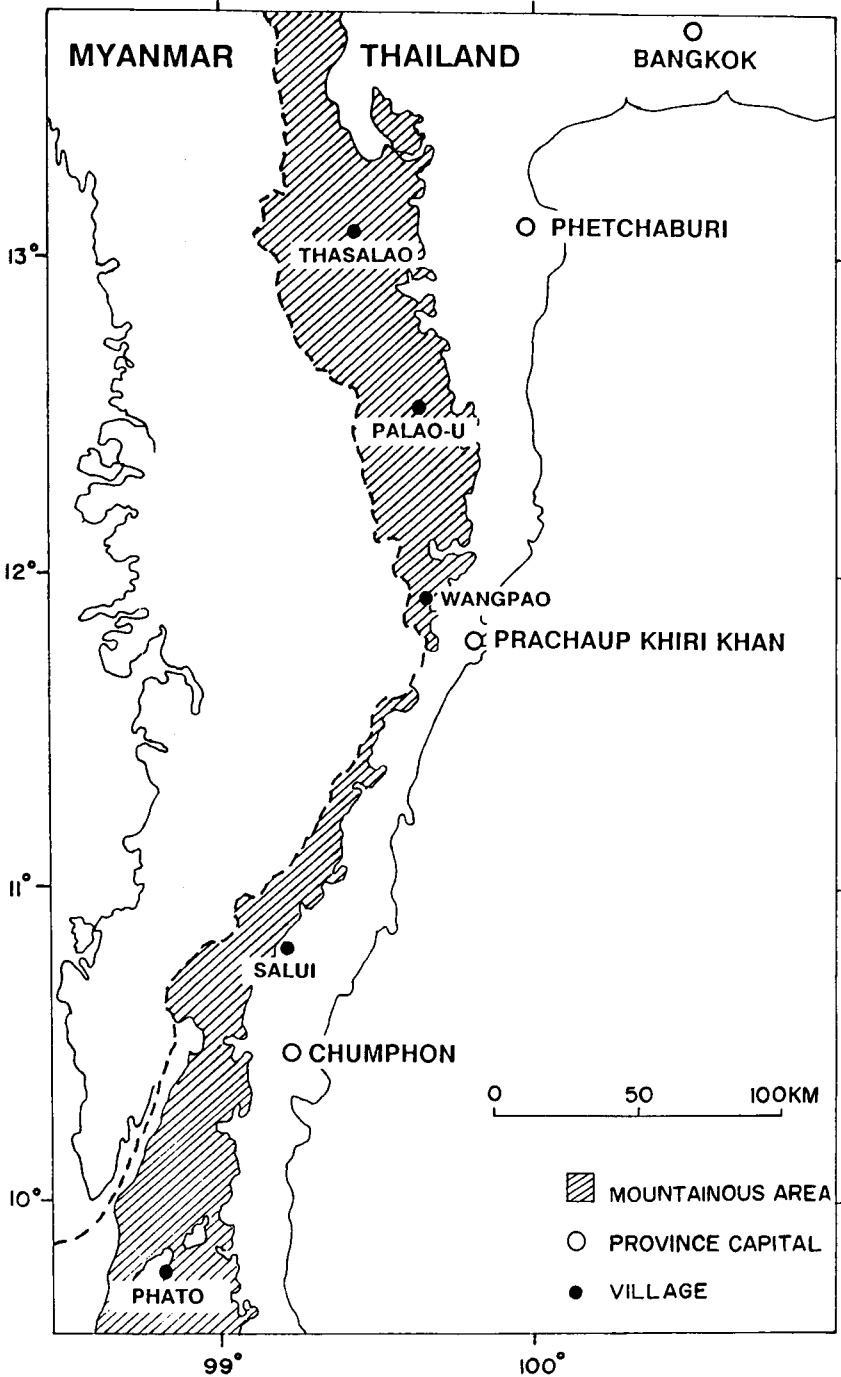 MYANMAR THAILAND
BANGKOK
PHETCHABURI
13°
THASALAO
PALAO-U
12°
WANGPAO
PRACHAUP KHIRI KHAN
11°
SALUI
CHUMPHON
0 50 100KM
10°
MOUNTAINOUS AREA
PROVINCE CAPITAL
PHATO
VILLAGE
99° 100°